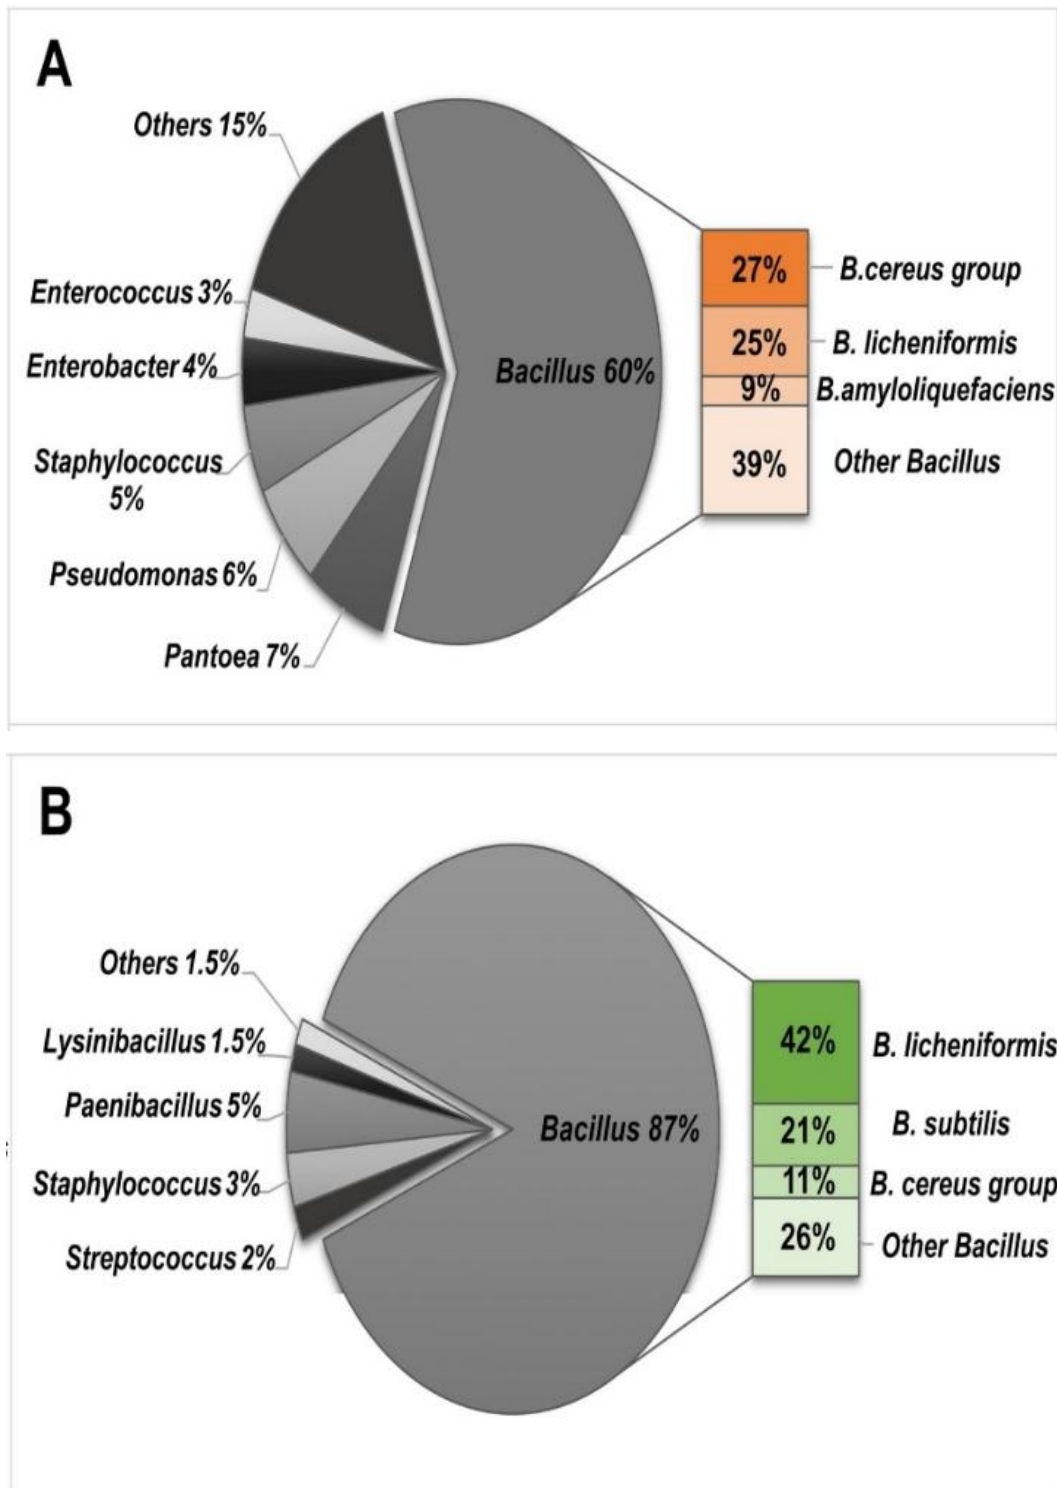 A
Others 15%
Enterococcus 3%
Enterobacter 4%
Staphylococcus
5%
Pseudomonas 6%
Pantoea 7%
Bacillus 60%
27%
B.cereus group
25%
B. licheniformis
9%
B.amyloliquefaciens
39%
Other Bacillus
B
Others 1.5%
Lysinibacillus 1.5%
Paenibacillus 5%
Staphylococcus 3%
Streptococcus 2%
Bacillus 87%
42%
B. licheniformis
21%
B. subtilis
11%
B. cereus group
26%
Other Bacillus